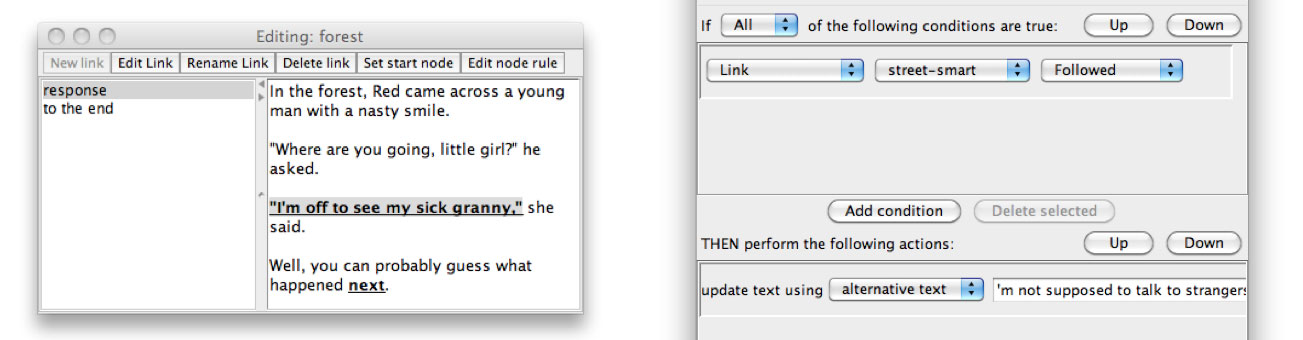 Editing: forest
New link Edit Link Rename Link Delete link Set start node Edit node rule
response
to the end
In the forest, Red came across a young
man with a nasty smile.
"Where are you going, little girl?" he
asked.
"I'm off to see my sick granny," she
said.
Well, you can probably guess what
happened next.
If All of the following conditions are true: Up Down
Link street-smart Followed
Add condition Delete selected
THEN perform the following actions: Up Down
update text using alternative text 'm not supposed to talk to strangers